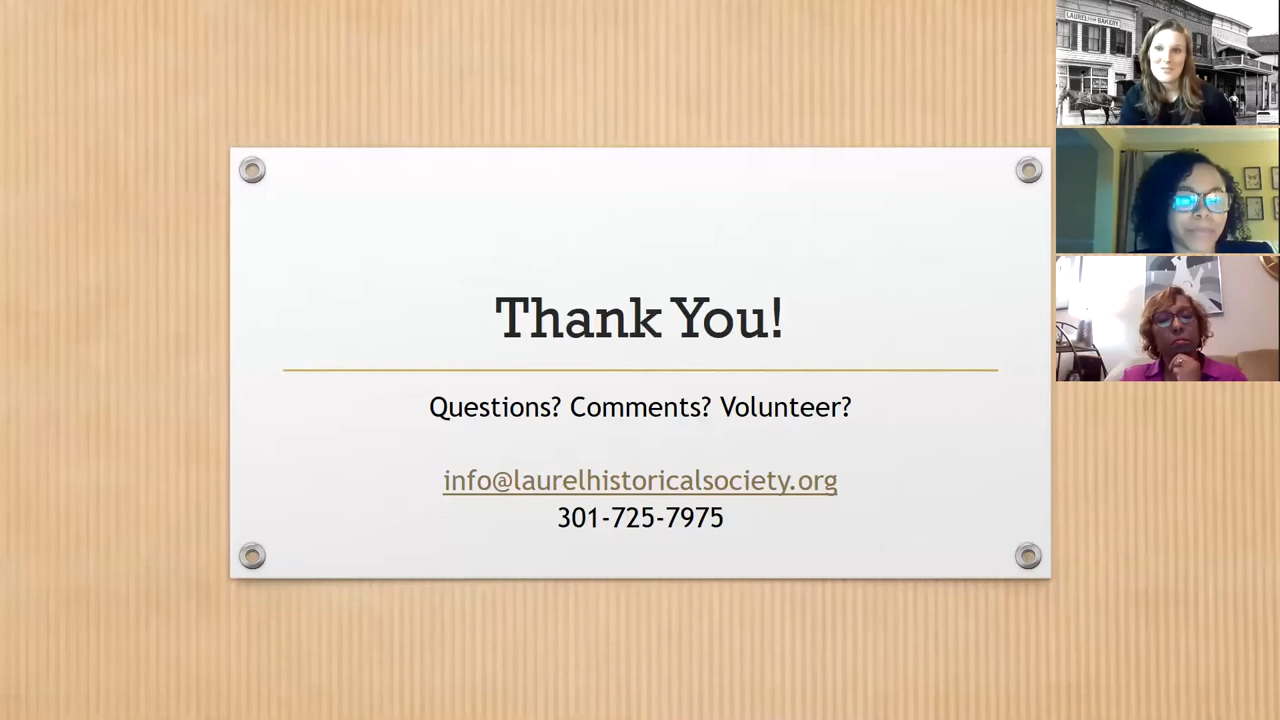 LAUREL BAKERY
Thank You!
Questions? Comments? Volunteer?
info@laurelhistoricalsociety.org
301-725-7975